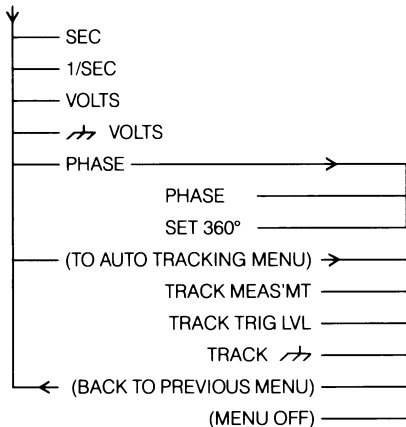 SEC
1/SEC
VOLTS
VOLTS
PHASE
PHASE
SET 360°
(TO AUTO TRACKING MENU)
TRACK MEAS'MT
TRACK TRIG LVL
TRACK
(BACK TO PREVIOUS MENU)
(MENU OFF)